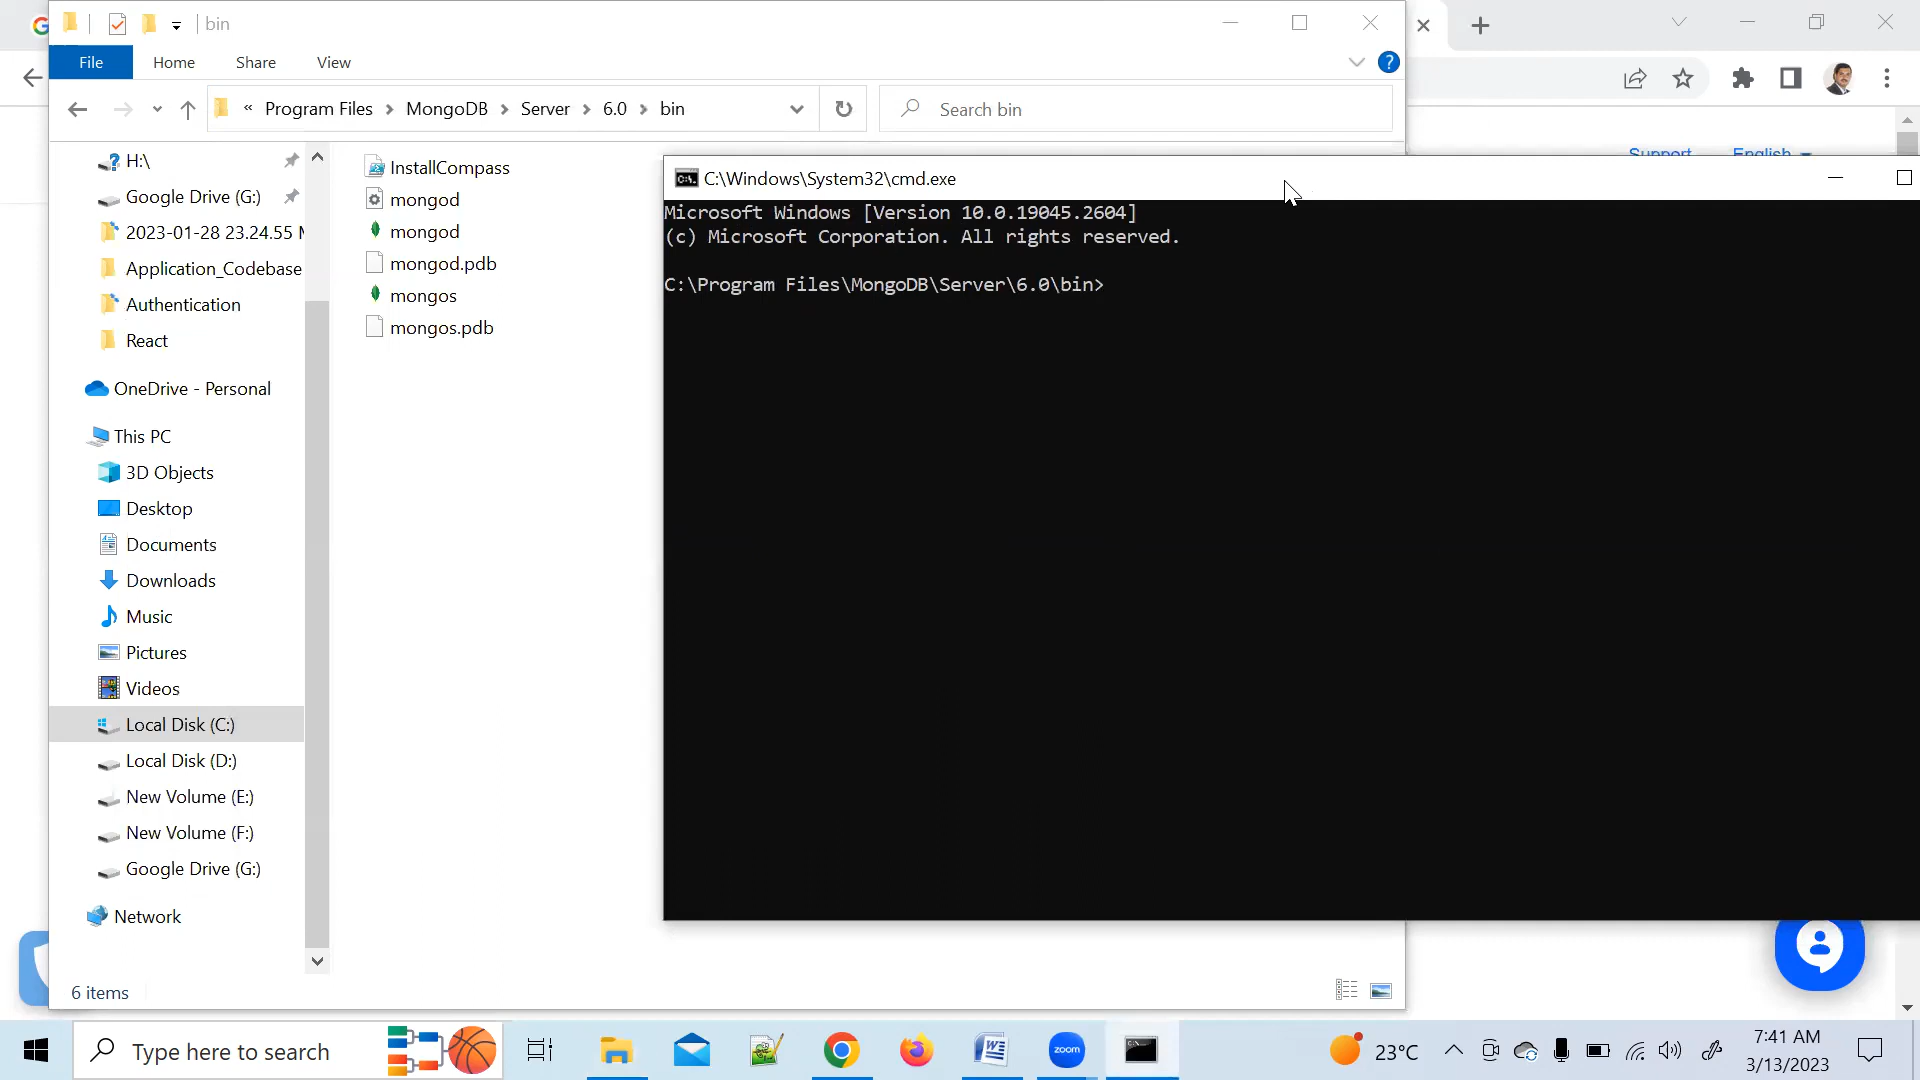 bin
File
Home
Share
View
« Program Files > MongoDB > Server > 6.0 > bin
Search bin
H:\
Google Drive (G:)
2023-01-28 23.24.55
Application_Codebase
Authentication
React
OneDrive - Personal
This PC
3D Objects
Desktop
Documents
Downloads
Music
Pictures
Videos
Local Disk (C:)
Local Disk (D:)
New Volume (E:)
New Volume (F:)
Google Drive (G:)
Network
6 items
InstallCompass
mongod
mongod
mongod.pdb
mongos
mongos.pdb
Support
English
C:\Windows\System32\cmd.exe
Microsoft Windows [Version 10.0.19045.2604]
(c) Microsoft Corporation. All rights reserved.
C:\Program Files\MongoDB\Server\6.0\bin>
Type here to search
zoom
23°C
7:41 AM
3/13/2023